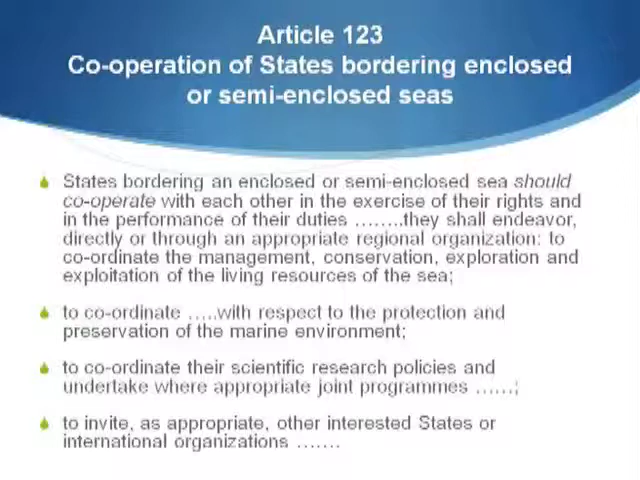 Article 123
Co-operation of States bordering enclosed
or semi-enclosed seas
States bordering an enclosed or semi-enclosed sea should
co-operate with each other in the exercise of their rights and
in the performance of their duties ……..they shall endeavor,
directly or through an appropriate regional organization: to
co-ordinate the management, conservation, exploration and
exploitation of the living resources of the sea;
to co-ordinate …..with respect to the protection and
preservation of the marine environment;
to co-ordinate their scientific research policies and
undertake where appropriate joint programmes ……;
to invite, as appropriate, other interested States or
international organizations …….